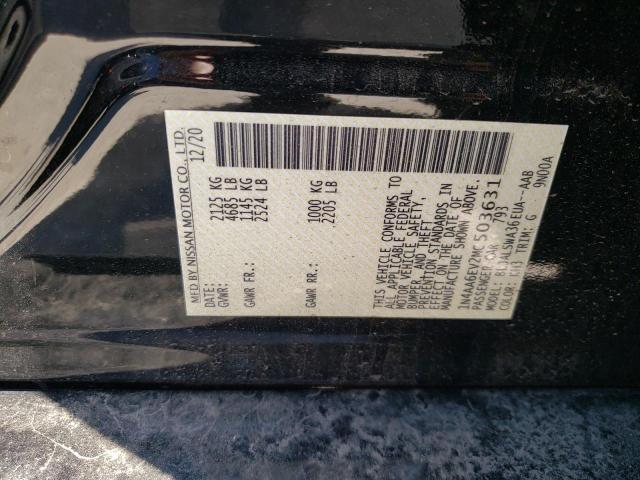 MFD BY NISSAN MOTOR CO., LTD.
DATE: 12/20
GVWR: 2125 KG
4685 LB
GAWR FR.: 1145 KG
2524 LB
GAWR RR.: 1000 KG
2205 LB
THIS VEHICLE CONFORMS TO
ALL APPLICABLE FEDERAL
MOTOR VEHICLE SAFETY,
BUMPER, AND THEFT
PREVENTION STANDARDS IN
EFFECT ON THE DATE OF
MANUFACTURE SHOWN ABOVE.
1N4AA6EV2MC503631
PASSENGER CAR 7993
MODEL: EUA--AAB
COLOR: KH3 TRIM: G 9N00A